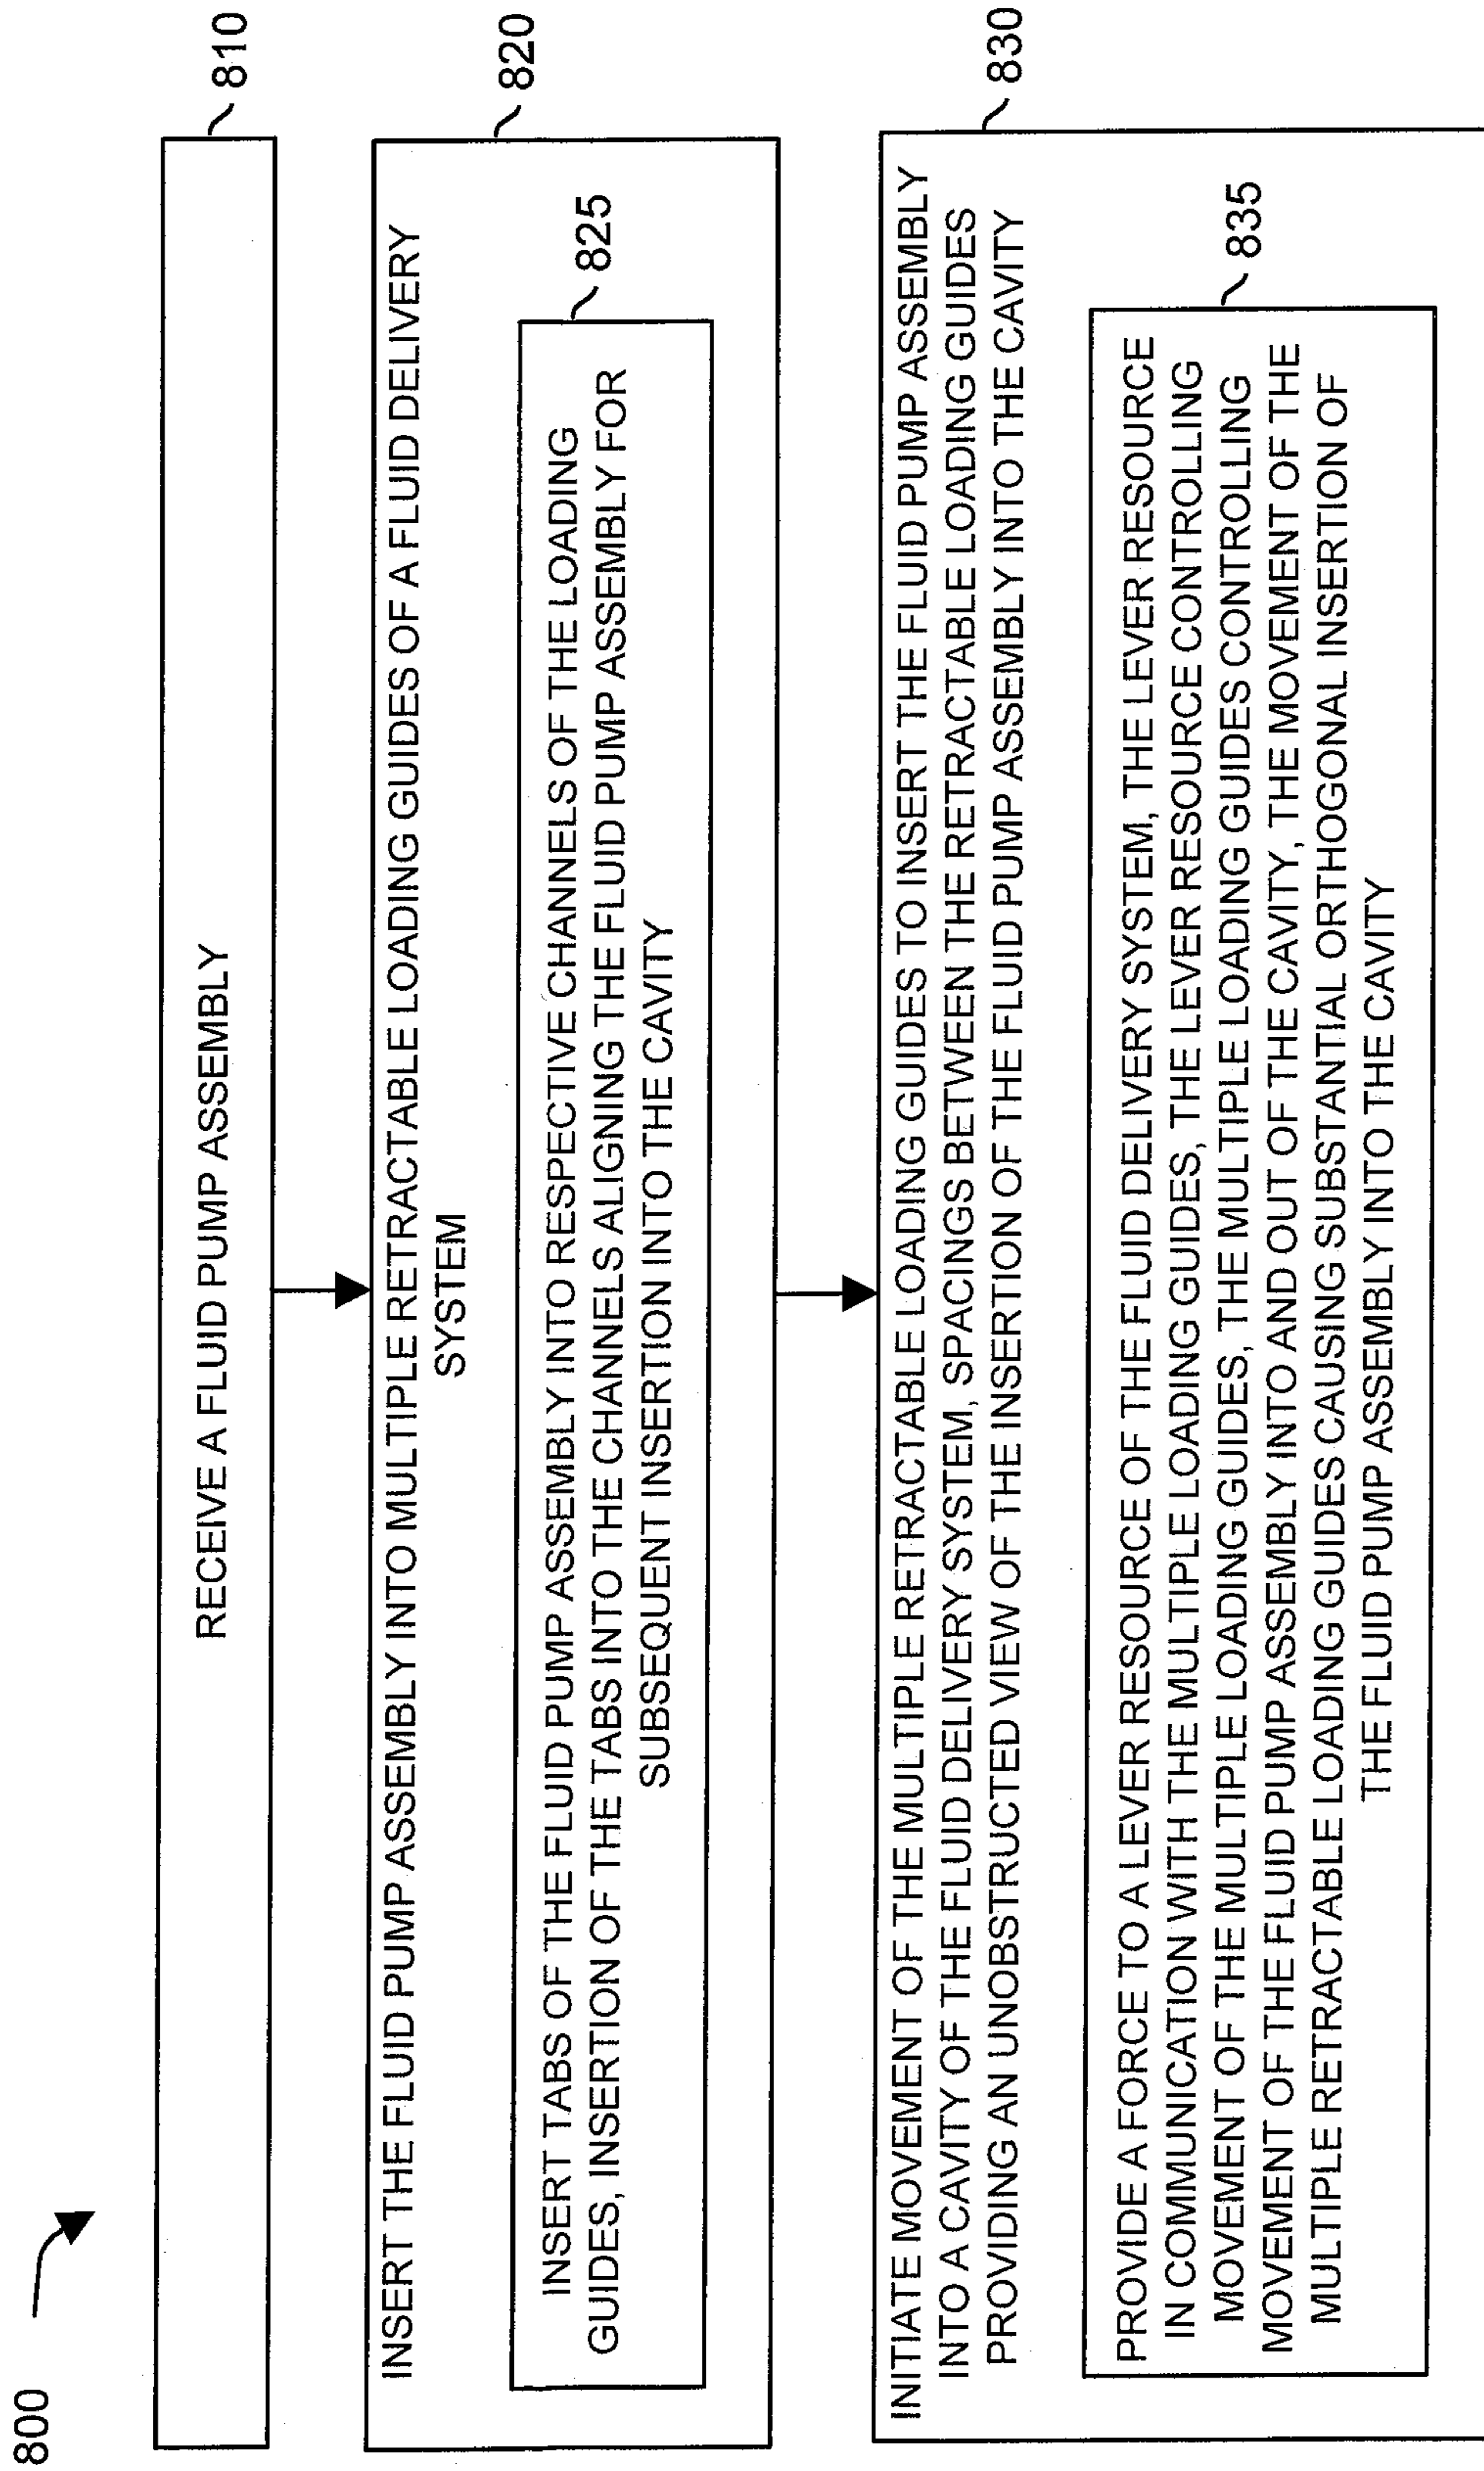 800
RECEIVE A FLUID PUMP ASSEMBLY
810
INSERT THE FLUID PUMP ASSEMBLY INTO MULTIPLE RETRACTABLE LOADING GUIDES OF A FLUID DELIVERY
SYSTEM
820
INSERT TABS OF THE FLUID PUMP ASSEMBLY INTO RESPECTIVE CHANNELS OF THE LOADING
GUIDES, INSERTION OF THE TABS INTO THE CHANNELS ALIGNING THE FLUID PUMP ASSEMBLY FOR
SUBSEQUENT INSERTION INTO THE CAVITY
825
INITIATE MOVEMENT OF THE MULTIPLE RETRACTABLE LOADING GUIDES TO INSERT THE FLUID PUMP ASSEMBLY
INTO A CAVITY OF THE FLUID DELIVERY SYSTEM, SPACINGS BETWEEN THE RETRACTABLE LOADING GUIDES
PROVIDING AN UNOBSTRUCTED VIEW OF THE INSERTION OF THE FLUID PUMP ASSEMBLY INTO THE CAVITY
830
PROVIDE A FORCE TO A LEVER RESOURCE OF THE FLUID DELIVERY SYSTEM, THE LEVER RESOURCE
IN COMMUNICATION WITH THE MULTIPLE LOADING GUIDES, THE LEVER RESOURCE CONTROLLING
MOVEMENT OF THE MULTIPLE LOADING GUIDES, THE MULTIPLE LOADING GUIDES CONTROLLING
MOVEMENT OF THE FLUID PUMP ASSEMBLY INTO AND OUT OF THE CAVITY, THE MOVEMENT OF THE
MULTIPLE RETRACTABLE LOADING GUIDES CAUSING SUBSTANTIAL ORTHOGONAL INSERTION OF
THE FLUID PUMP ASSEMBLY INTO THE CAVITY
835